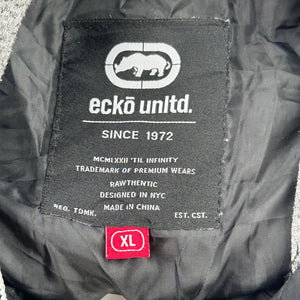 eckō unltd.
SINCE 1972
MCMLXXII 'TIL INFINITY
TRADEMARK OF PREMIUM WEARS
RAWTHENTIC
DESIGNED IN NYC
REG. TDMK. MADE IN CHINA EST. CST.
XL